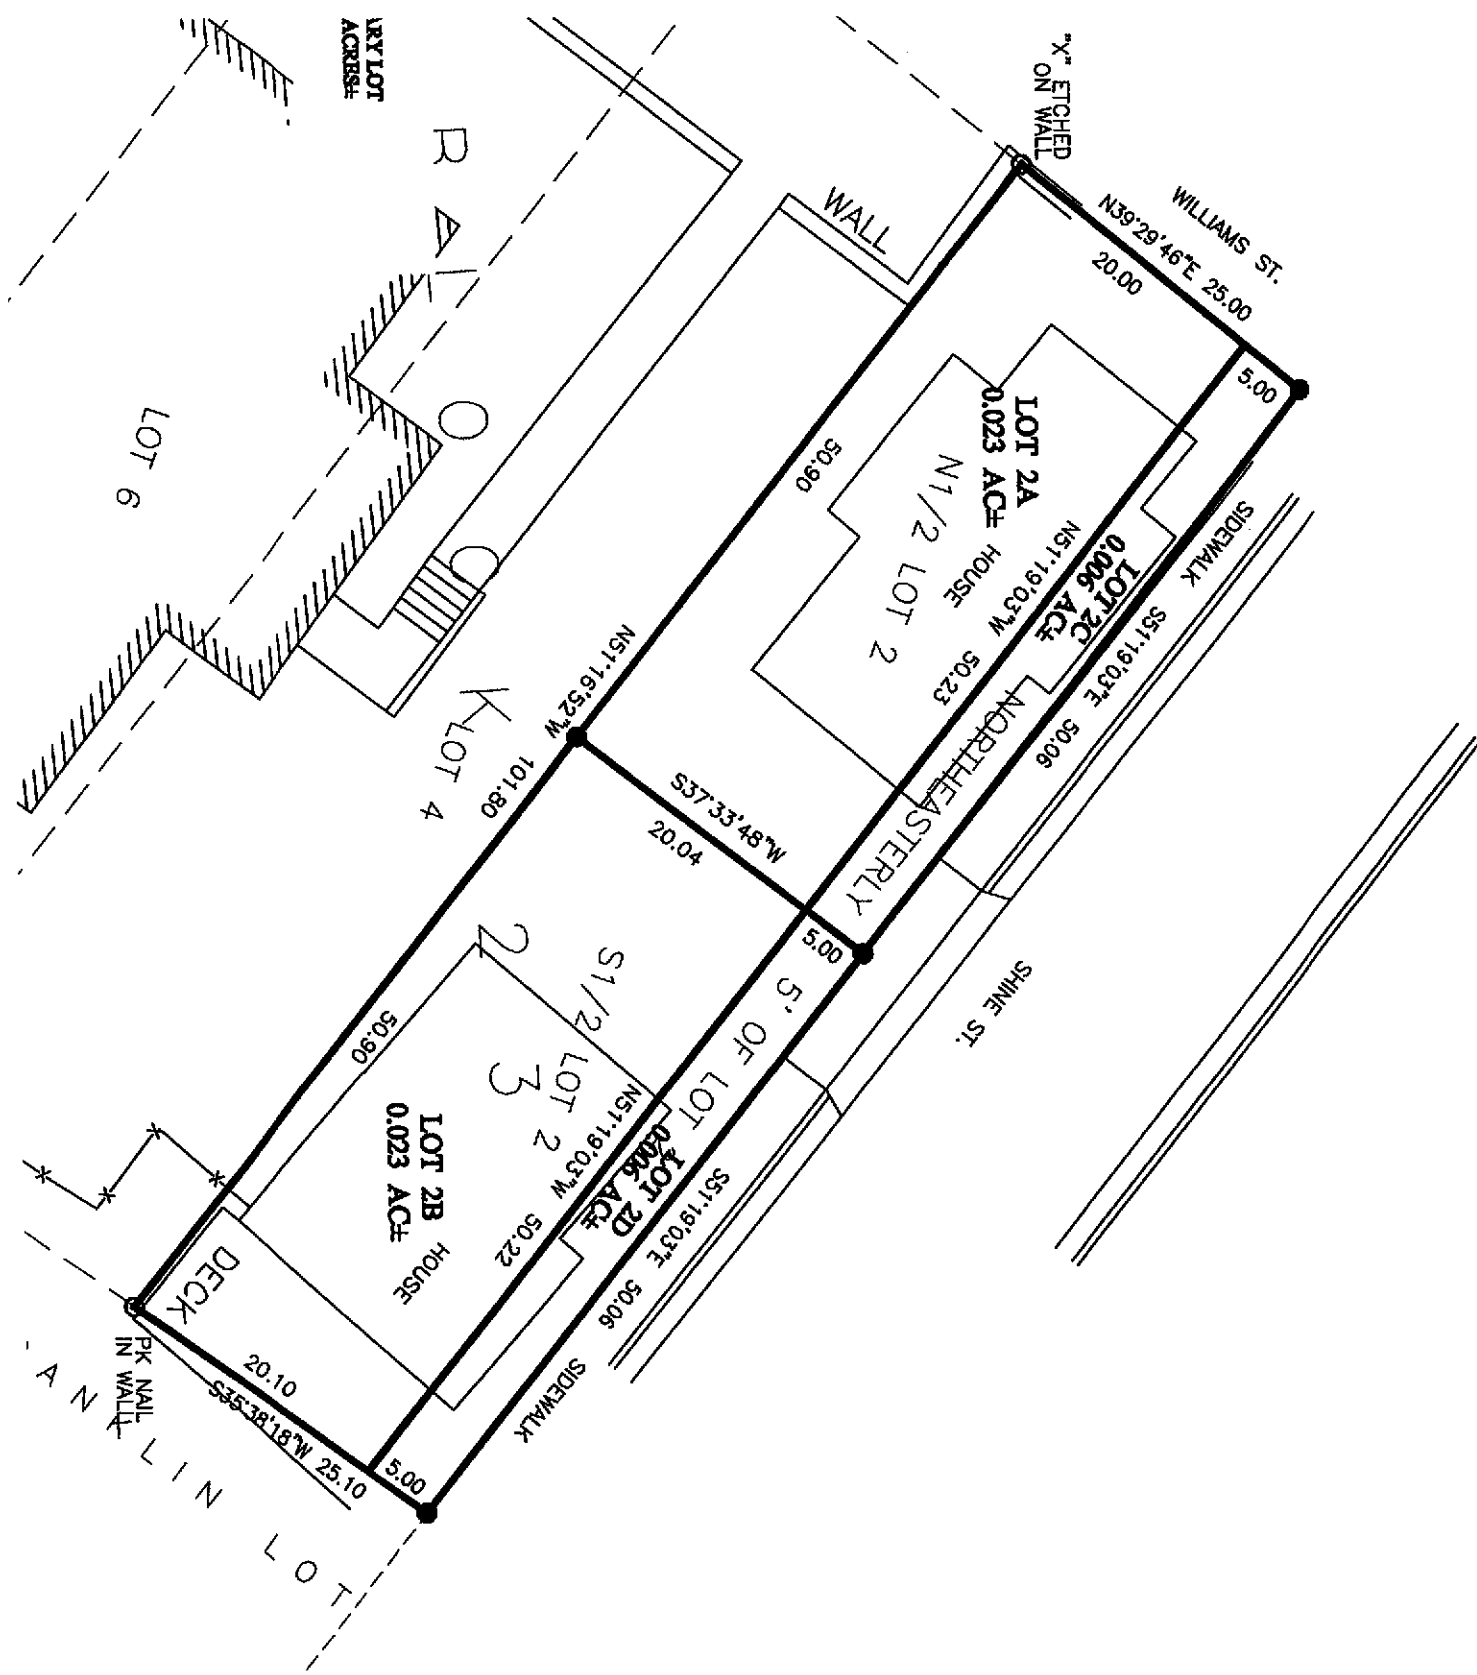 RY LOT
ACRES±
"X" ETCHED
ON WALL
WILLIAMS ST.
N39°29'46"E 25.00
20.00
5.00
WALL
B L O C K
2 3
LOT 6
LOT 4
50.90
LOT 2A
0.023 AC±
N1/2 LOT 2
HOUSE
N51°19'03"W 50.23
LOT 2C
0.006 AC±
SIDEWALK
S51°19'03"E 50.06
NORTHEASTERLY 5' OF LOT 2
N51°16'52"W 101.80
S37°33'48"W
20.04
5.00
SHINE ST.
S1/2 LOT 2
50.90
LOT 2B
0.023 AC±
HOUSE
N51°19'03"W 50.22
LOT 2D
0.006 AC±
S51°19'03"E 50.06
SIDEWALK
DECK
PK NAIL
IN WALL
20.10
S35°38'18"W 25.10
5.00
ANKLIN LOT